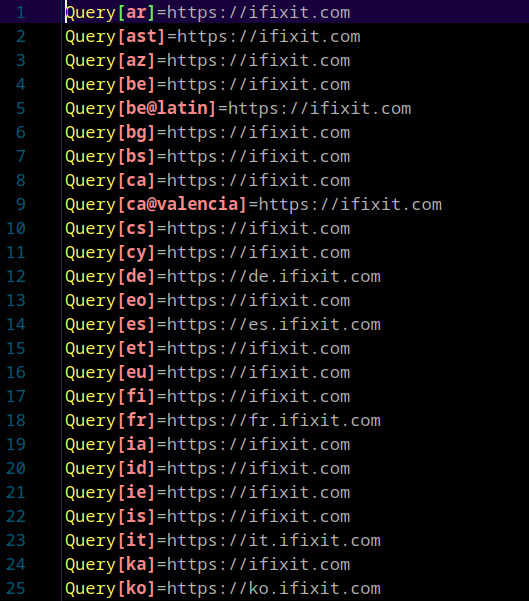 1 Query[ar]=https://ifixit.com
2 Query[ast]=https://ifixit.com
3 Query[az]=https://ifixit.com
4 Query[be]=https://ifixit.com
5 Query[be@latin]=https://ifixit.com
6 Query[bg]=https://ifixit.com
7 Query[bs]=https://ifixit.com
8 Query[ca]=https://ifixit.com
9 Query[ca@valencia]=https://ifixit.com
10 Query[cs]=https://ifixit.com
11 Query[cy]=https://ifixit.com
12 Query[de]=https://de.ifixit.com
13 Query[eo]=https://ifixit.com
14 Query[es]=https://es.ifixit.com
15 Query[et]=https://ifixit.com
16 Query[eu]=https://ifixit.com
17 Query[fi]=https://ifixit.com
18 Query[fr]=https://fr.ifixit.com
19 Query[ia]=https://ifixit.com
20 Query[id]=https://ifixit.com
21 Query[ie]=https://ifixit.com
22 Query[is]=https://ifixit.com
23 Query[it]=https://it.ifixit.com
24 Query[ka]=https://ifixit.com
25 Query[ko]=https://ko.ifixit.com